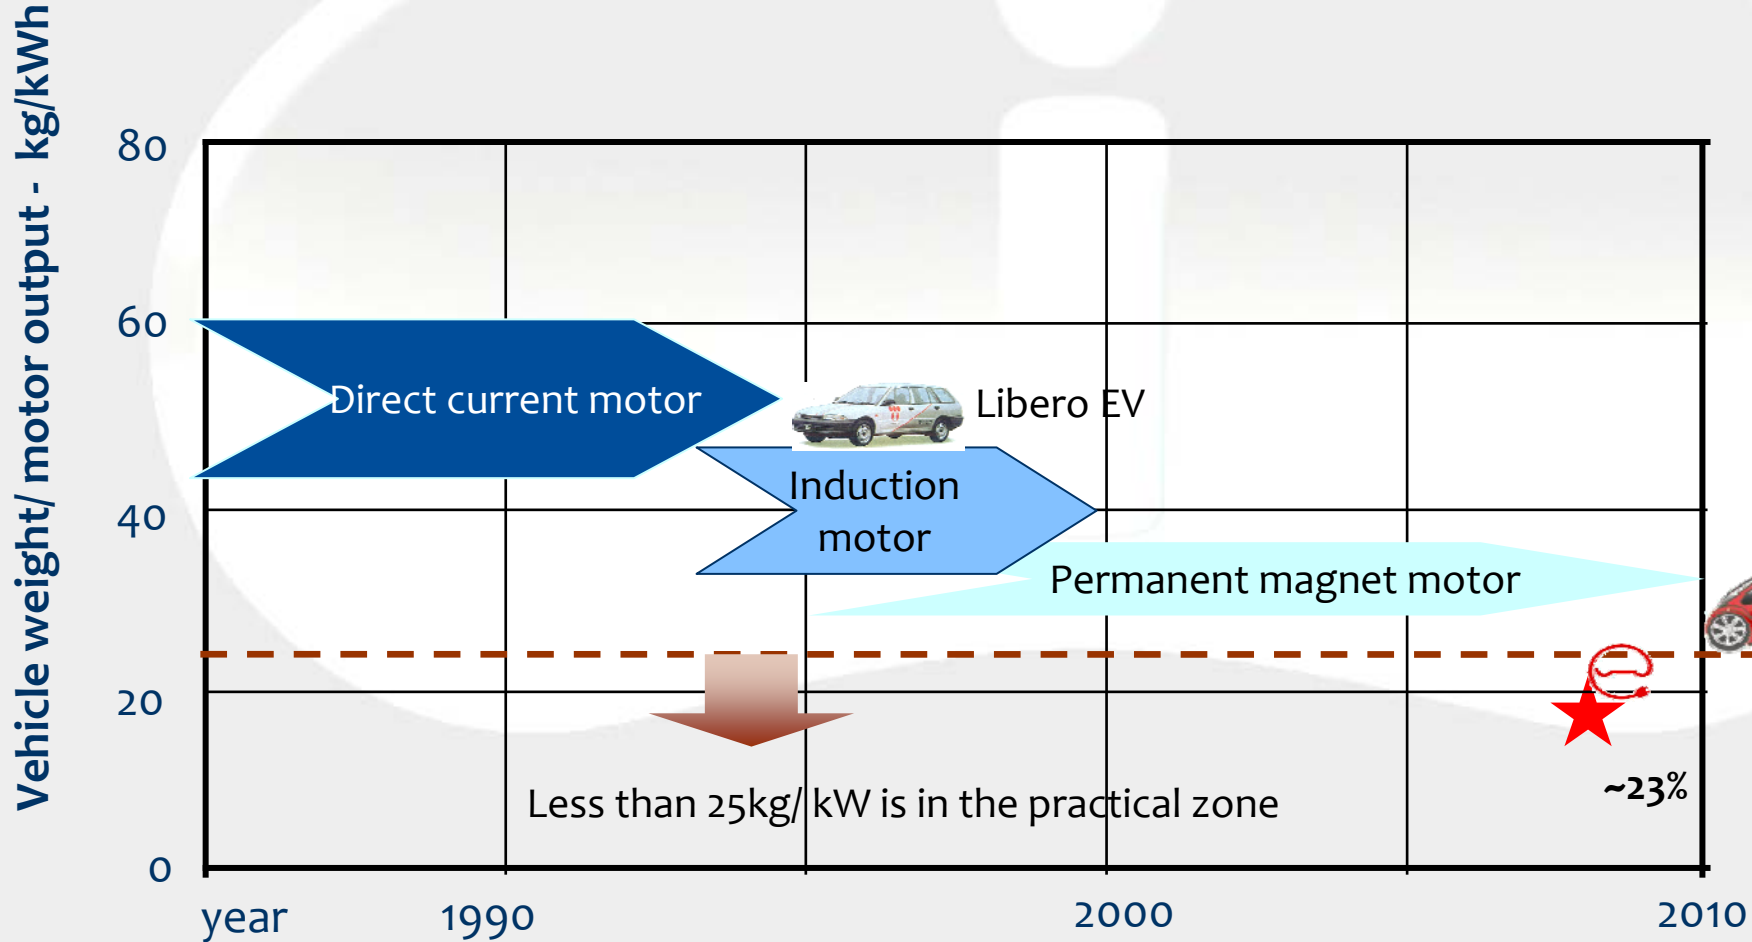 Vehicle weight/ motor output - kg/kWh
80
60
40
20
0
Direct current motor
Libero EV
Induction
motor
Permanent magnet motor
Less than 25kg/ kW is in the practical zone
~23%
year
1990
2000
2010